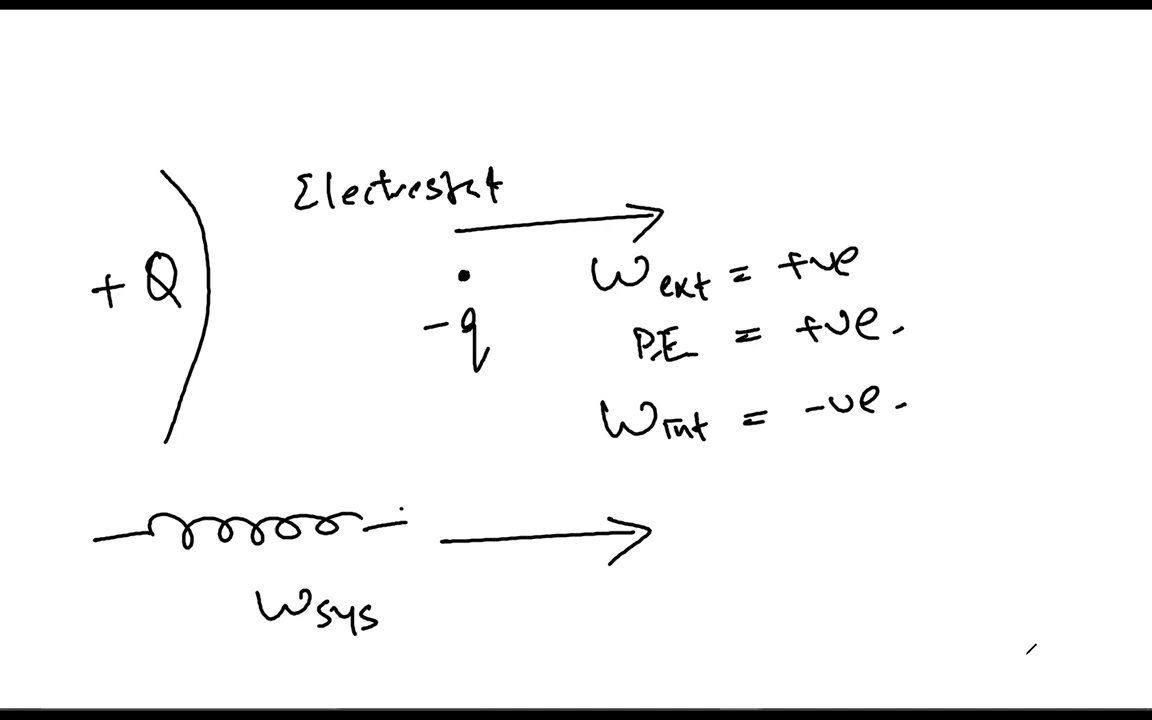 Electrostat
+ Q
- q
Wext = +ve
P.E = +ve.
Wint = -ve.
Wsys